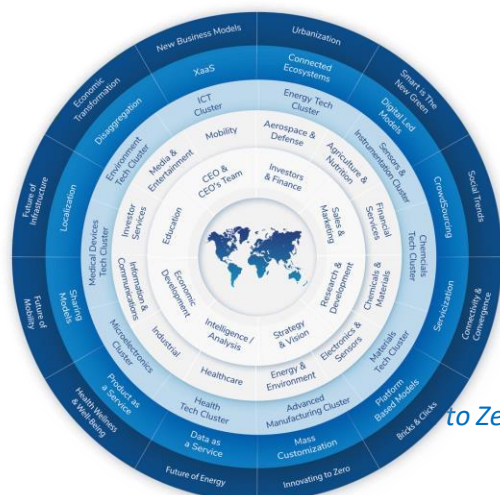 New Business Models
Urbanization
Smart is The
New Green
Social Trends
Connectivity &
Convergence
Bricks & Clicks
Innovating to Zero
Future of Energy
Health Wellness
& Well-Being
Future of
Mobility
Future of
Infrastructure
Economic
Transformation
XaaS
Connected
Ecosystems
Digital Led
Models
CrowdSourcing
Servicization
Platform
Based Models
Mass
Customization
Data as
a Service
Product as
a Service
Sharing
Models
Localization
Disaggregation
ICT
Cluster
Energy Tech
Cluster
Sensors &
Instrumentation Cluster
Chemcials
Tech Cluster
Materials
Tech Cluster
Advanced
Manufacturing Cluster
Health
Tech Cluster
Microelectronics
Cluster
Medical Devices
Tech Cluster
Environment
Tech Cluster
Mobility
Aerospace &
Defense
Agriculture &
Nutrition
Financial
Services
Chemicals &
Materials
Electronics &
Sensors
Energy &
Environment
Healthcare
Industrial
Information &
Communications
Investor
Services
Media &
Entertainment
CEO &
CEO's Team
Investors
& Finance
Sales &
Marketing
Research &
Development
Strategy
& Vision
Intelligence /
Analysis
Economic
Development
Education
to Ze